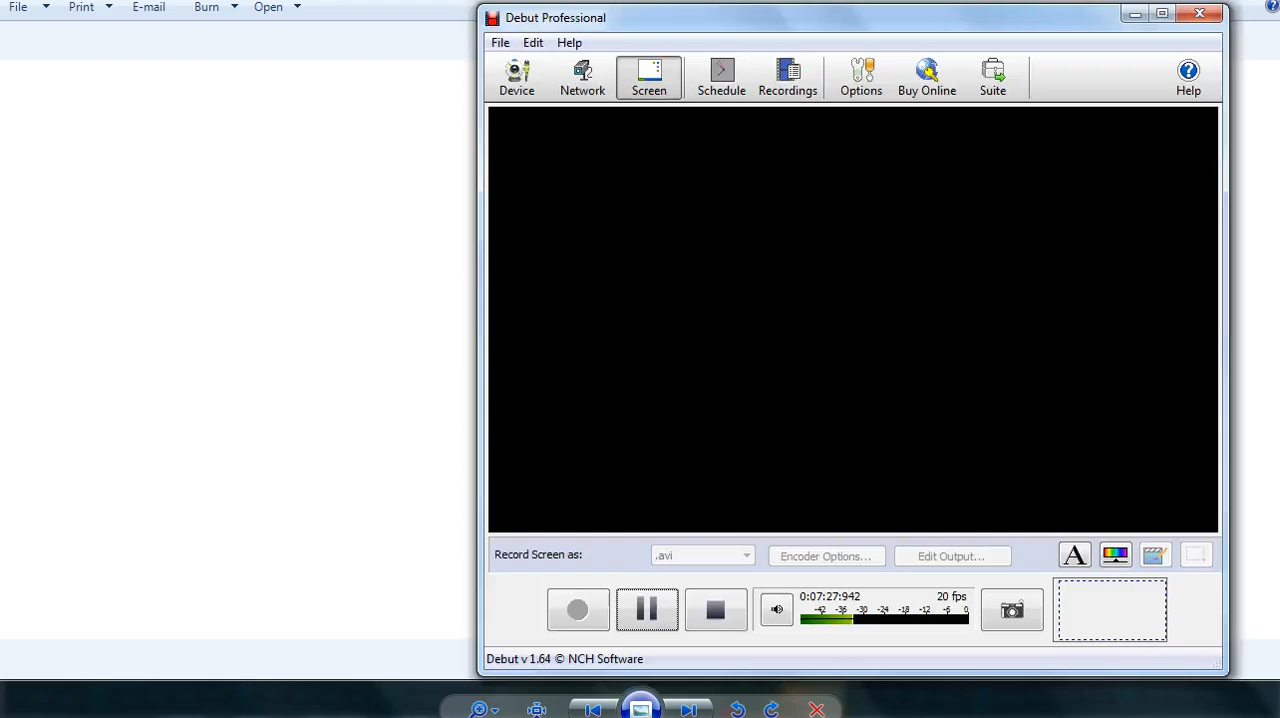 File Print E-mail Burn Open
Debut Professional
File Edit Help
Device Network Screen Schedule Recordings Options Buy Online Suite Help
Record Screen as: .avi Encoder Options... Edit Output... A
0:07:27:942 20 fps
-42 -36 -30 -24 -18 -12 -6 0
Debut v 1.64 © NCH Software